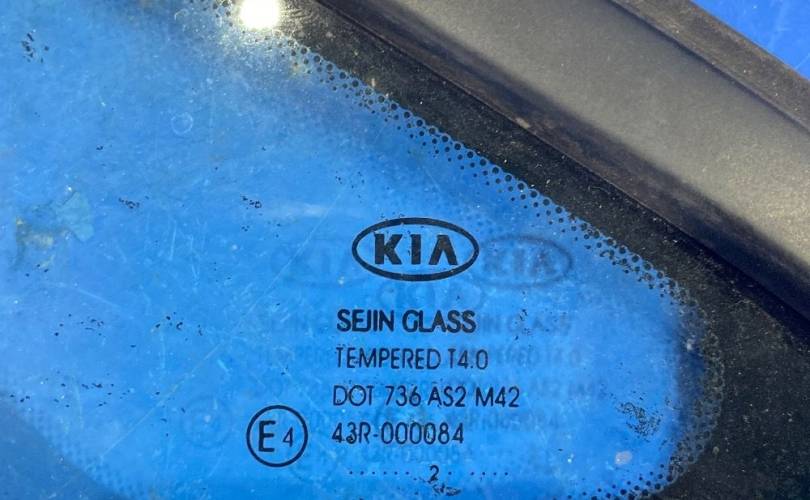 KIA
SEJIN GLASS
TEMPERED T4.0
DOT 736 AS2 M42
E4 43R-000084
. . . . . . . 2 . . . . . .